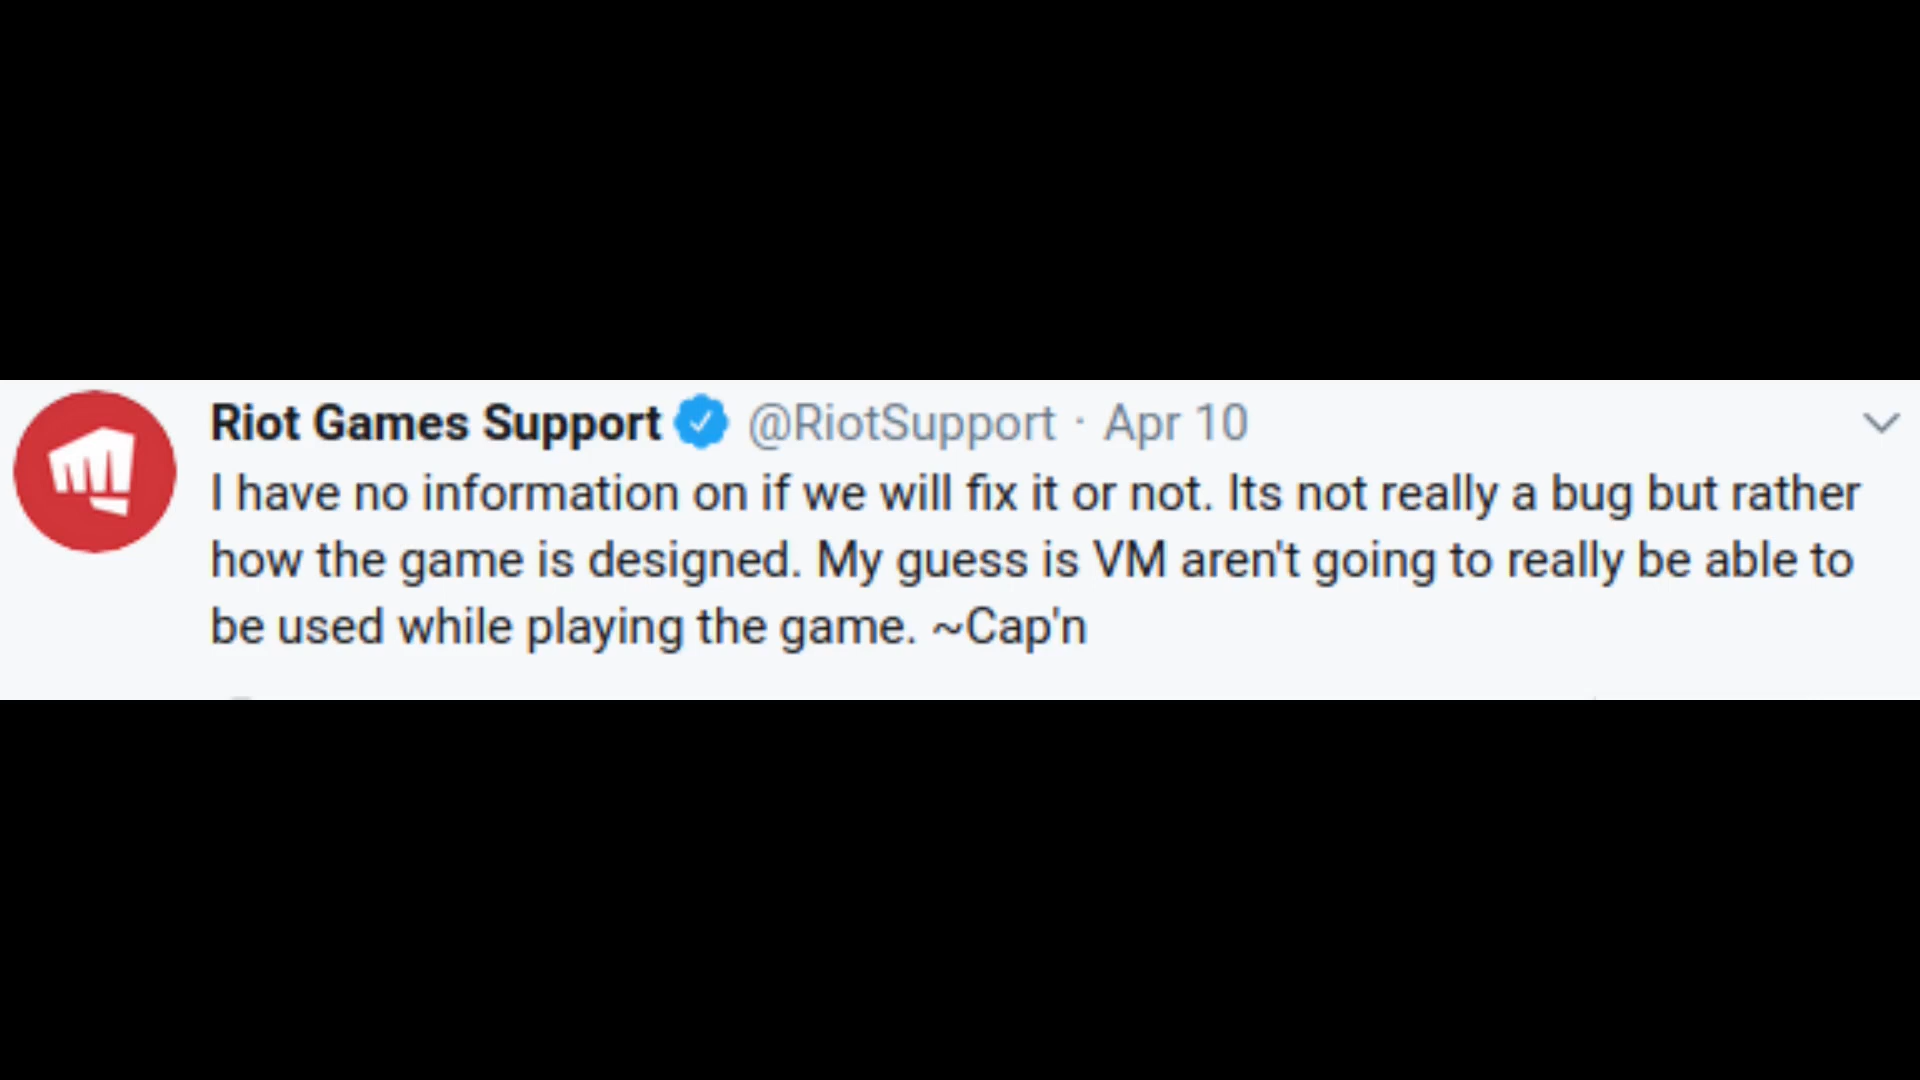 Riot Games Support @RiotSupport · Apr 10
I have no information on if we will fix it or not. Its not really a bug but rather
how the game is designed. My guess is VM aren't going to really be able to
be used while playing the game. ~Cap'n